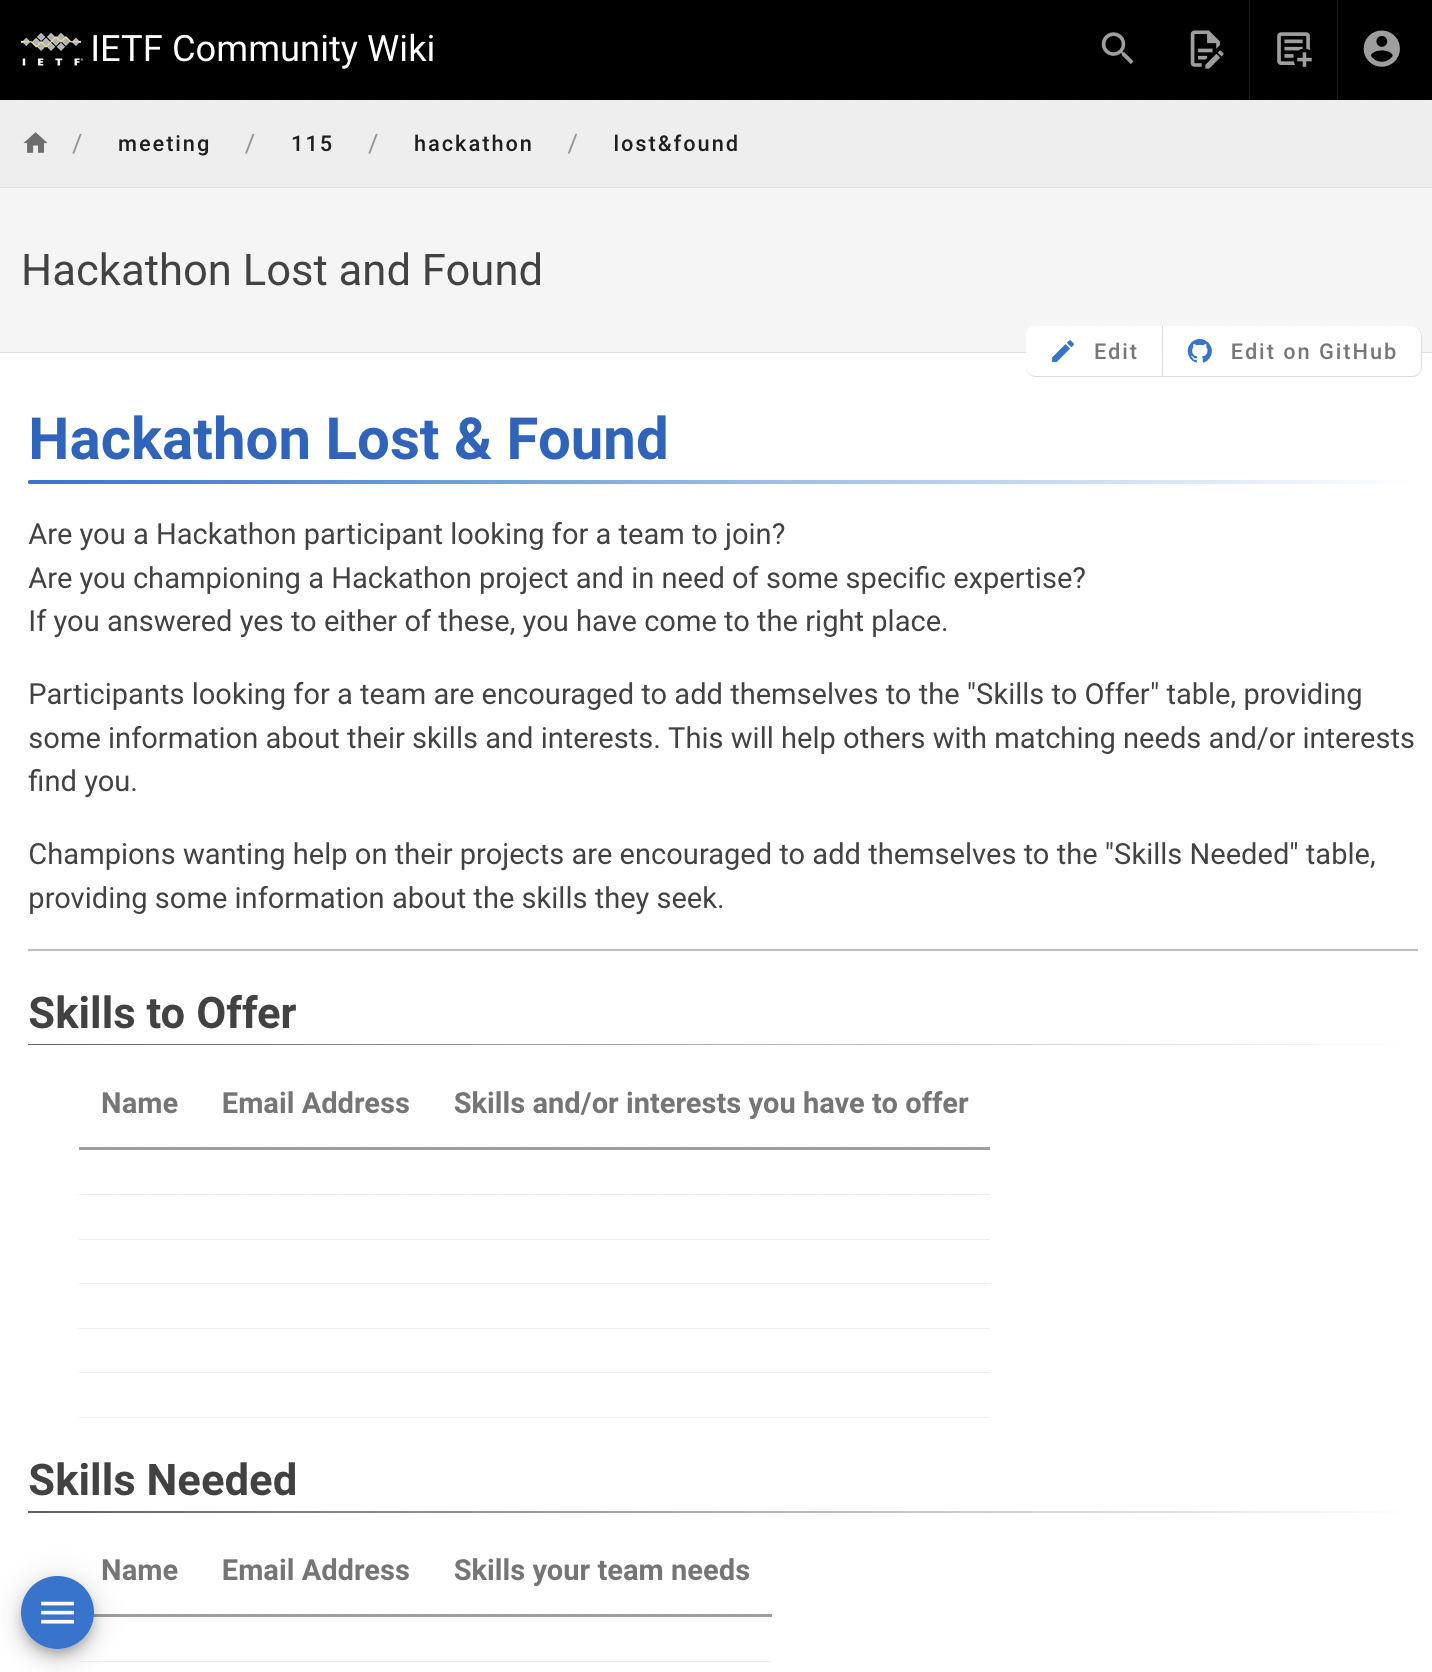 IETF
IETF Community Wiki
/ meeting / 115 / hackathon / lost&found
Hackathon Lost and Found
Edit
Edit on GitHub
Hackathon Lost & Found
Are you a Hackathon participant looking for a team to join?
Are you championing a Hackathon project and in need of some specific expertise?
If you answered yes to either of these, you have come to the right place.
Participants looking for a team are encouraged to add themselves to the "Skills to Offer" table, providing
some information about their skills and interests. This will help others with matching needs and/or interests
find you.
Champions wanting help on their projects are encouraged to add themselves to the "Skills Needed" table,
providing some information about the skills they seek.
Skills to Offer
Name Email Address Skills and/or interests you have to offer
Skills Needed
Name Email Address Skills your team needs